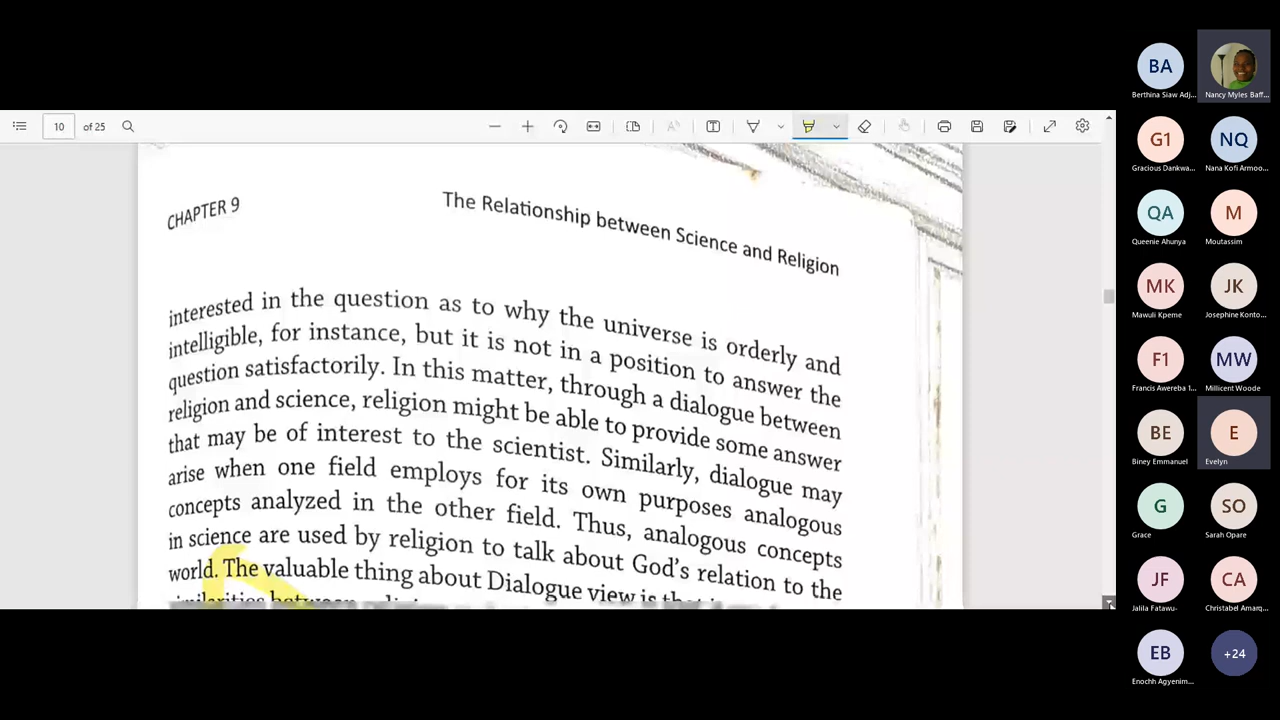 10 of 25
CHAPTER 9
The Relationship between Science and Religion
interested in the question as to why the universe is orderly and
intelligible, for instance, but it is not in a position to answer the
question satisfactorily. In this matter, through a dialogue between
religion and science, religion might be able to provide some answer
that may be of interest to the scientist. Similarly, dialogue may
arise when one field employs for its own purposes analogous
concepts analyzed in the other field. Thus, analogous concepts
in science are used by religion to talk about God's relation to the
world. The valuable thing about Dialogue view is that
similarities between
BA
Berthina Siaw Adj...
Nancy Myles Baff...
G1
Gracious Dankwa...
NQ
Nana Kofi Armoo...
QA
Queenie Ahunya
M
Moutassim
MK
Mawuli Kpeme
JK
Josephine Konto...
F1
Francis Awereba 1...
MW
Millicent Woode
BE
Biney Emmanuel
E
Evelyn
G
Grace
SO
Sarah Opare
JF
Jalila Fatawu-
CA
Christabel Amarq...
EB
Enochh Agyenim...
+24